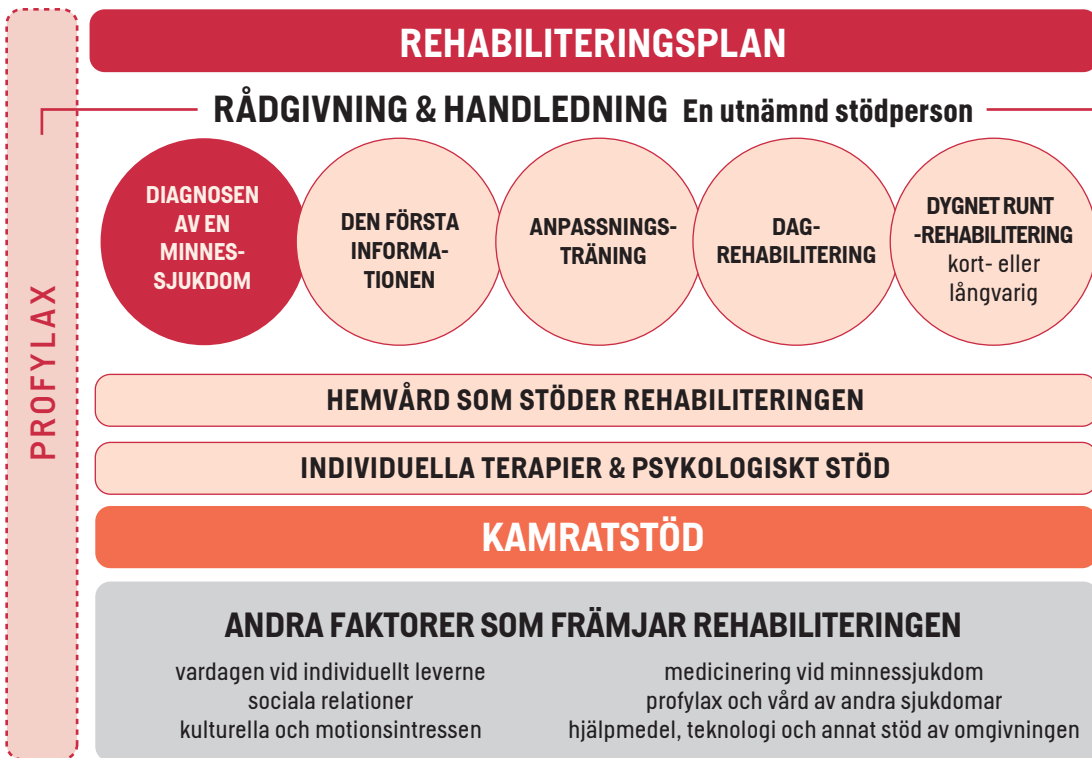 REHABILITERINGSPLAN
RÅDGIVNING & HANDLEDNING En utnämnd stödperson
PROFYLAX
DIAGNOSEN
AV EN
MINNES-
SJUKDOM
DEN FÖRSTA
INFORMA-
TIONEN
ANPASSNINGS-
TRÄNING
DAG-
REHABILITERING
DYGNET RUNT
-REHABILITERING
kort- eller
långvarig
HEMVÅRD SOM STÖDER REHABILITERINGEN
INDIVIDUELLA TERAPIER & PSYKOLOGISKT STÖD
KAMRATSTÖD
ANDRA FAKTORER SOM FRÄMJAR REHABILITERINGEN
vardagen vid individuellt leverne
sociala relationer
kulturella och motionsintressen
medicinering vid minnessjukdom
profylax och vård av andra sjukdomar
hjälpmedel, teknologi och annat stöd av omgivningen